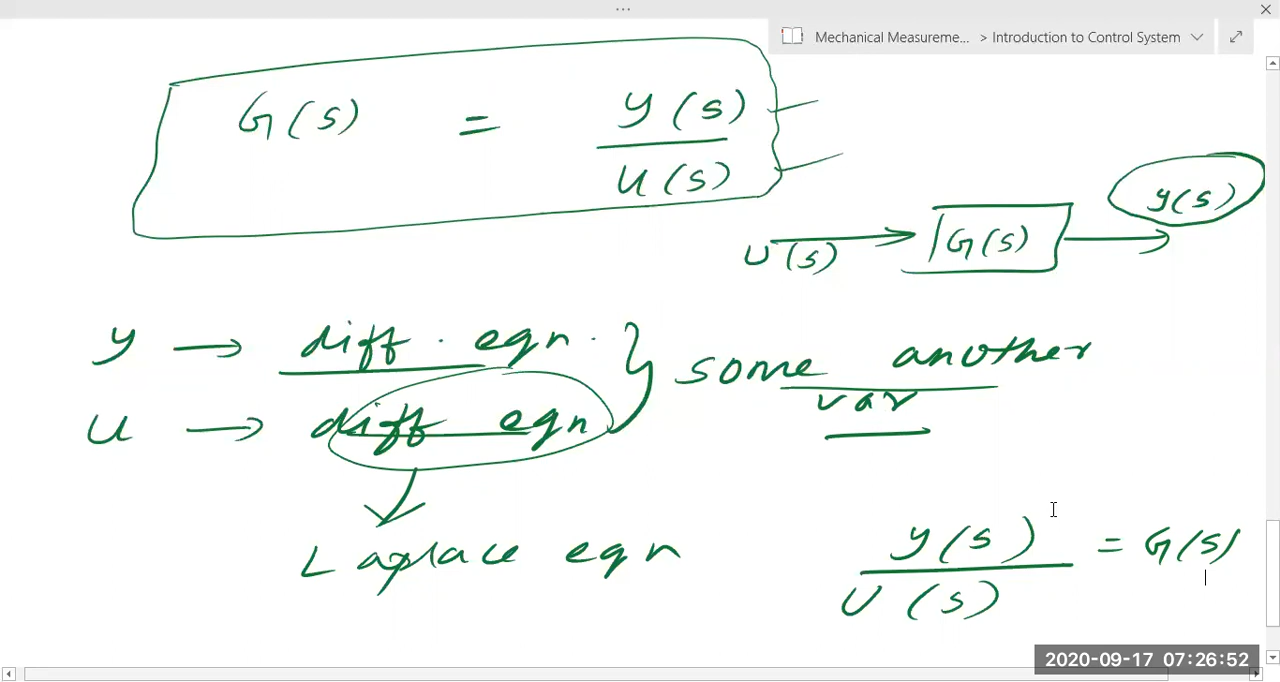 Mechanical Measureme... > Introduction to Control System
G(s) = Y(s)
U(s)
y(s)
U(s) G(s)
y → diff. eqn.
some another
var
u → diff eqn
Laplace eqn
Y(s) = G(s)
U(s)
2020-09-17 07:26:52